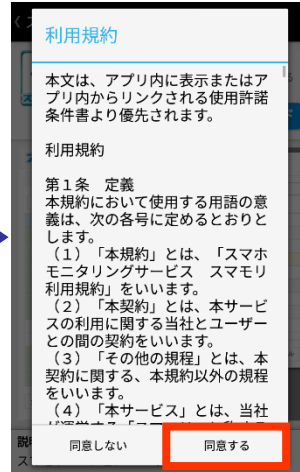 利用規約
本文は、アプリ内に表示またはア
プリ内からリンクされる使用許諾
条件書より優先されます。
利用規約
第1条　定義
本規約において使用する用語の意
義は、次の各号に定めるとおりと
します。
（1）「本規約」とは、「スマホ
モニタリングサービス　スマモリ
利用規約」をいいます。
（2）「本契約」とは、本サービ
スの利用に関する当社とユーザー
との間の契約をいいます。
（3）「その他の規程」とは、本
契約に関する、本規約以外の規程
をいいます。
（4）「本サービス」とは、当社
同意しない
同意する